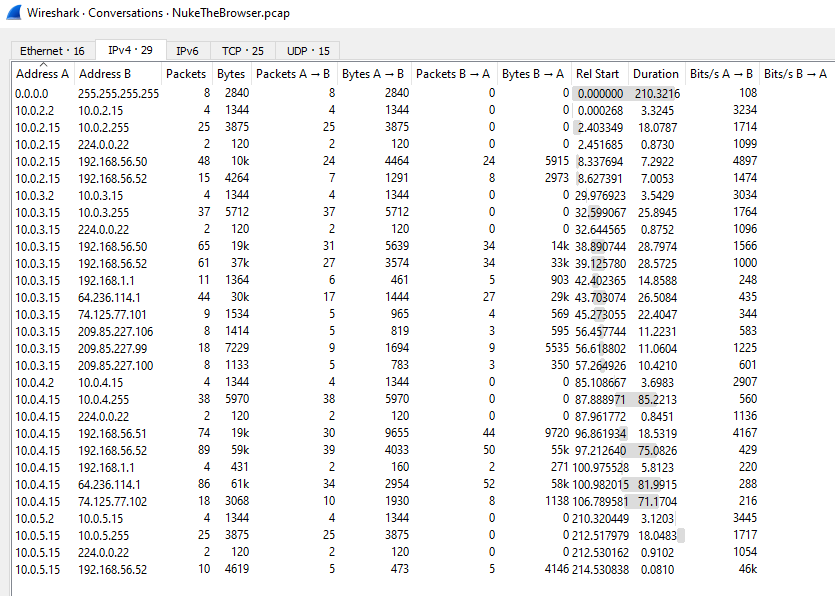 Wireshark · Conversations · NukeTheBrowser.pcap
Ethernet · 16 IPv4 · 29 IPv6 TCP · 25 UDP · 15
Address A Address B Packets Bytes Packets A → B Bytes A → B Packets B → A Bytes B → A Rel Start Duration Bits/s A → B Bits/s B → A
0.0.0.0 255.255.255.255 8 2840 8 2840 0 0 0.000000 210.3216 108
10.0.2.2 10.0.2.15 4 1344 4 1344 0 0 0.000268 3.3245 3234
10.0.2.15 10.0.2.255 25 3875 25 3875 0 0 2.403349 18.0787 1714
10.0.2.15 224.0.0.22 2 120 2 120 0 0 2.451685 0.8730 1099
10.0.2.15 192.168.56.50 48 10k 24 4464 24 5915 8.337694 7.2922 4897
10.0.2.15 192.168.56.52 15 4264 7 1291 8 2973 8.627391 7.0053 1474
10.0.3.2 10.0.3.15 4 1344 4 1344 0 0 29.976923 3.5429 3034
10.0.3.15 10.0.3.255 37 5712 37 5712 0 0 32.599067 25.8945 1764
10.0.3.15 224.0.0.22 2 120 2 120 0 0 32.644565 0.8752 1096
10.0.3.15 192.168.56.50 65 19k 31 5639 34 14k 38.890744 28.7974 1566
10.0.3.15 192.168.56.52 61 37k 27 3574 34 33k 39.125780 28.5725 1000
10.0.3.15 192.168.1.1 11 1364 6 461 5 903 42.402365 14.8588 248
10.0.3.15 64.236.114.1 44 30k 17 1444 27 29k 43.703074 26.5084 435
10.0.3.15 74.125.77.101 9 1534 5 965 4 569 45.273055 22.4047 344
10.0.3.15 209.85.227.106 8 1414 5 819 3 595 56.457744 11.2231 583
10.0.3.15 209.85.227.99 18 7229 9 1694 9 5535 56.618802 11.0604 1225
10.0.3.15 209.85.227.100 8 1133 5 783 3 350 57.264926 10.4210 601
10.0.4.2 10.0.4.15 4 1344 4 1344 0 0 85.108667 3.6983 2907
10.0.4.15 10.0.4.255 38 5970 38 5970 0 0 87.888971 85.2213 560
10.0.4.15 224.0.0.22 2 120 2 120 0 0 87.961772 0.8451 1136
10.0.4.15 192.168.56.51 74 19k 30 9655 44 9720 96.861934 18.5319 4167
10.0.4.15 192.168.56.52 89 59k 39 4033 50 55k 97.212640 75.0826 429
10.0.4.15 192.168.1.1 4 431 2 160 2 271 100.975528 5.8123 220
10.0.4.15 64.236.114.1 86 61k 34 2954 52 58k 100.982015 81.9915 288
10.0.4.15 74.125.77.102 18 3068 10 1930 8 1138 106.789581 71.1704 216
10.0.5.2 10.0.5.15 4 1344 4 1344 0 0 210.320449 3.1203 3445
10.0.5.15 10.0.5.255 25 3875 25 3875 0 0 212.517979 18.0483 1717
10.0.5.15 224.0.0.22 2 120 2 120 0 0 212.530162 0.9102 1054
10.0.5.15 192.168.56.52 10 4619 5 473 5 4146 214.530838 0.0810 46k